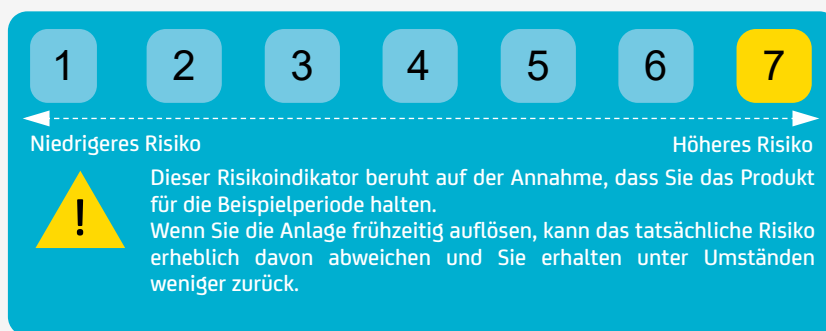 1 2 3 4 5 6 7
Niedrigeres Risiko Höheres Risiko
!
Dieser Risikoindikator beruht auf der Annahme, dass Sie das Produkt
für die Beispielperiode halten.
Wenn Sie die Anlage frühzeitig auflösen, kann das tatsächliche Risiko
erheblich davon abweichen und Sie erhalten unter Umständen
weniger zurück.